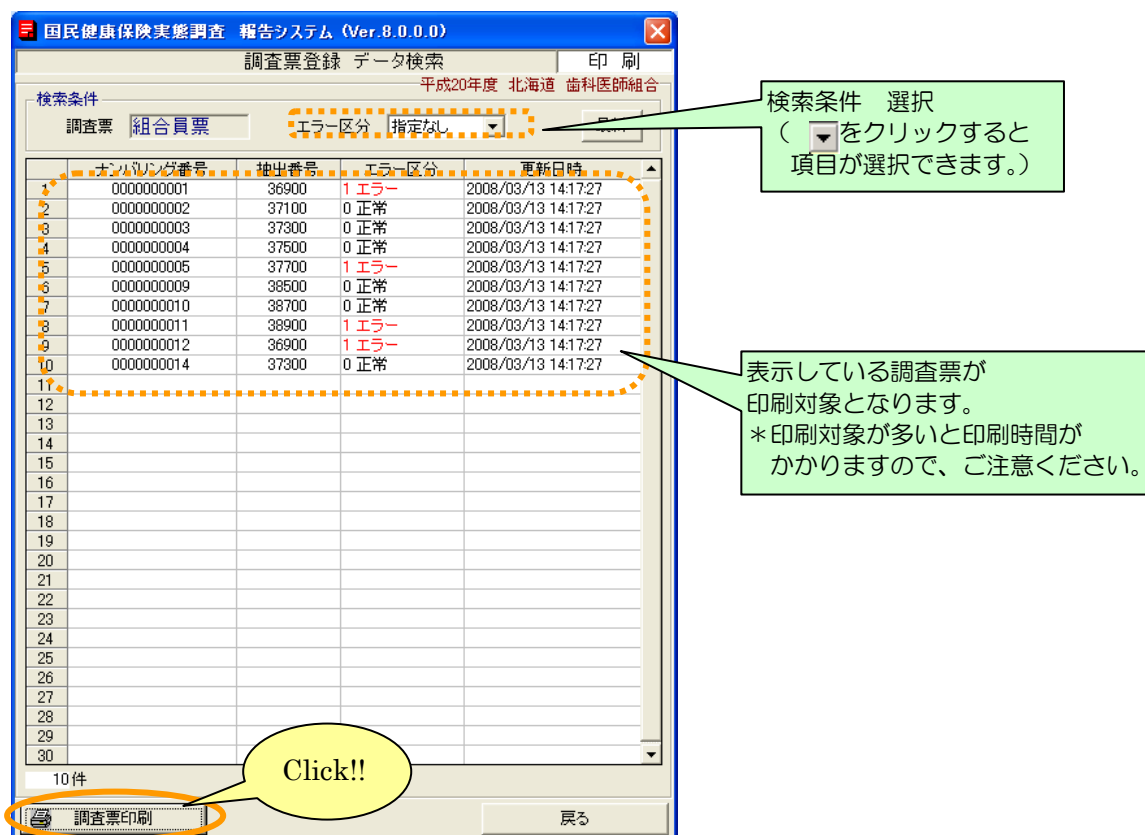 国民健康保険実態調査 報告システム (Ver.8.0.0.0)
調査票登録 データ検索
印 刷
平成20年度 北海道 歯科医師組合
検索条件
調査票 組合員票 エラー区分 指定なし
検索条件 選択
( をクリックすると
項目が選択できます。)
ナンバリング番号 抽出番号 エラー区分 更新日時
1 0000000001 36900 1 エラー 2008/03/13 14:17:27
2 0000000002 37100 0 正常 2008/03/13 14:17:27
3 0000000003 37300 0 正常 2008/03/13 14:17:27
4 0000000004 37500 0 正常 2008/03/13 14:17:27
5 0000000005 37700 1 エラー 2008/03/13 14:17:27
6 0000000009 38500 0 正常 2008/03/13 14:17:27
7 0000000010 38700 0 正常 2008/03/13 14:17:27
8 0000000011 38900 1 エラー 2008/03/13 14:17:27
9 0000000012 36900 1 エラー 2008/03/13 14:17:27
10 0000000014 37300 0 正常 2008/03/13 14:17:27
11
12
13
14
15
16
17
18
19
20
21
22
23
24
25
26
27
28
29
30
表示している調査票が
印刷対象となります。
*印刷対象が多いと印刷時間が
かかりますので、ご注意ください。
10件
Click!!
調査票印刷
戻る